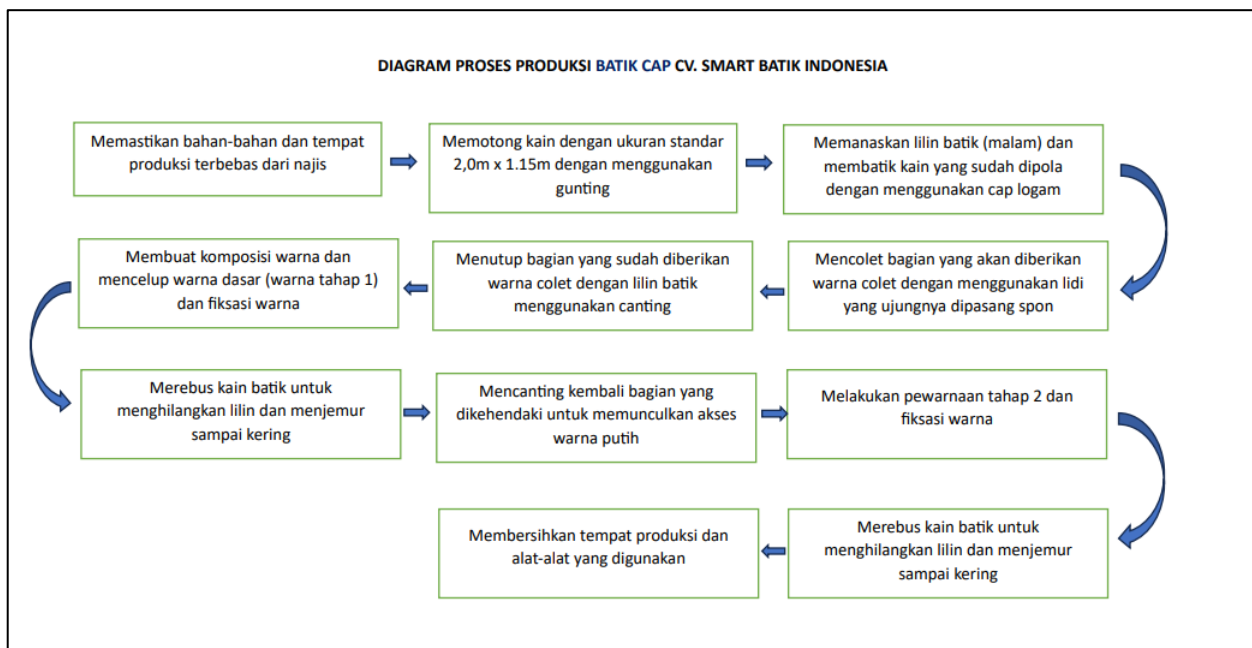 DIAGRAM PROSES PRODUKSI BATIK CAP CV. SMART BATIK INDONESIA
Memastikan bahan-bahan dan tempat
produksi terbebas dari najis
Memotong kain dengan ukuran standar
2,0m x 1.15m dengan menggunakan
gunting
Memanaskan lilin batik (malam) dan
membatik kain yang sudah dipola
dengan menggunakan cap logam
Mencolet bagian yang akan diberikan
warna colet dengan menggunakan lidi
yang ujungnya dipasang spon
Menutup bagian yang sudah diberikan
warna colet dengan lilin batik
menggunakan canting
Membuat komposisi warna dan
mencelup warna dasar (warna tahap 1)
dan fiksasi warna
Merebus kain batik untuk
menghilangkan lilin dan menjemur
sampai kering
Mencanting kembali bagian yang
dikehendaki untuk memunculkan akses
warna putih
Melakukan pewarnaan tahap 2 dan
fiksasi warna
Merebus kain batik untuk
menghilangkan lilin dan menjemur
sampai kering
Membersihkan tempat produksi dan
alat-alat yang digunakan